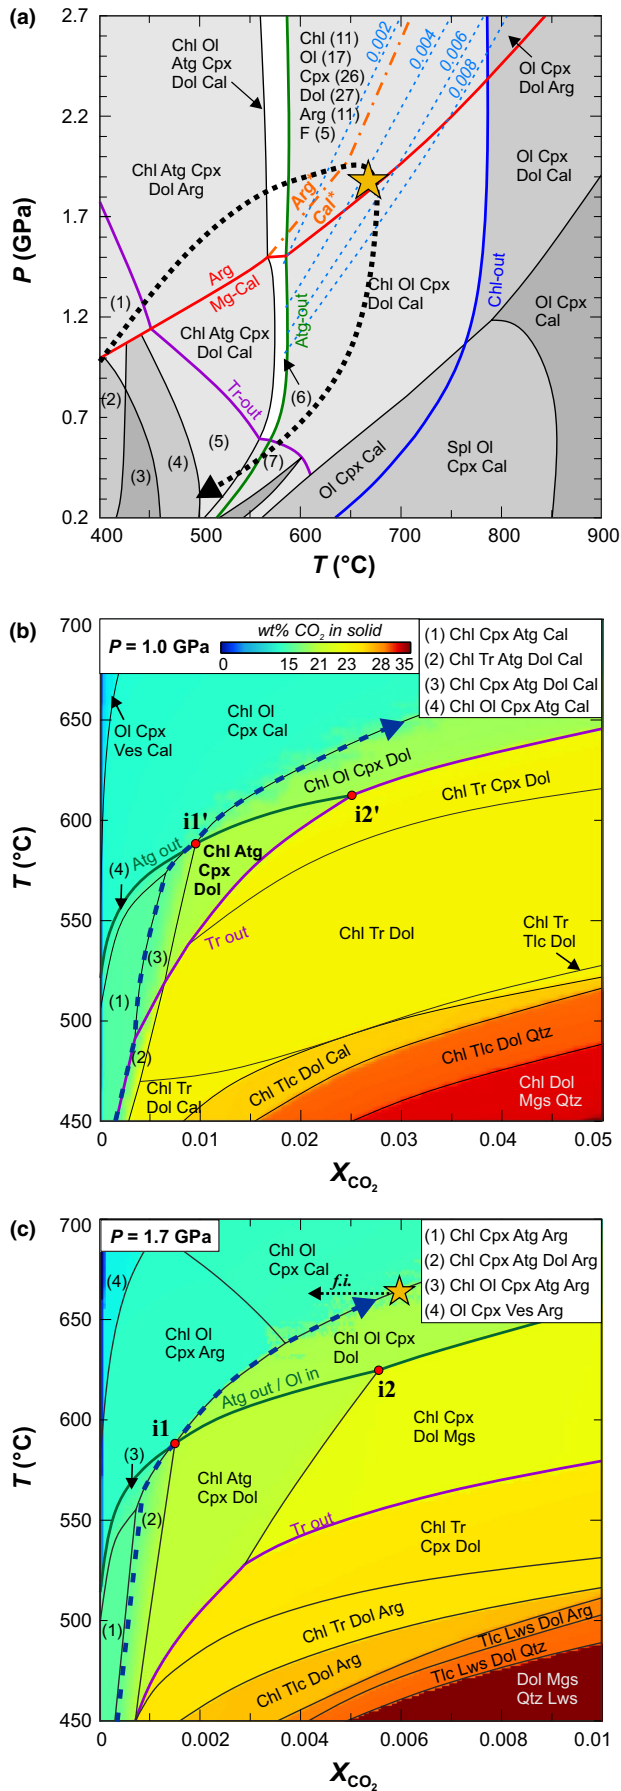 (a)
2.7
2.2
1.7
1.2
0.7
0.2
P (GPa)
400
500
600
700
800
900
T (°C)
Chl Ol
Atg Cpx
Dol Cal
Chl (11)
Ol (17)
Cpx (26)
Dol (27)
Arg (11)
F (5)
0.002
0.004
0.006
0.008
Ol Cpx
Dol Arg
Ol Cpx
Dol Cal
Chl Atg Cpx
Dol Arg
Arg
Cal*
Arg
Mg-Cal
(1)
Chl Atg Cpx
Dol Cal
Atg-out
Chl Ol Cpx
Dol Cal
Chl-out
Ol Cpx
Cal
(2)
(3)
(4)
(5)
Tr-out
(6)
(7)
Ol Cpx Cal
Spl Ol
Cpx Cal
(b)
700
650
600
550
500
450
T (°C)
P = 1.0 GPa
wt% CO2 in solid
0 15 21 23 28 35
(1) Chl Cpx Atg Cal
(2) Chl Tr Atg Dol Cal
(3) Chl Cpx Atg Dol Cal
(4) Chl Ol Cpx Atg Cal
Ol Cpx
Ves Cal
Chl Ol
Cpx Cal
Chl Ol Cpx Dol
i1'
i2'
Chl Tr Cpx Dol
(4)
Atg out
Chl Atg
Cpx
Dol
Tr out
Chl Tr Dol
Chl Tr
Tlc Dol
(3)
(1)
(2)
Chl Tr
Dol Cal
Chl Tlc Dol Cal
Chl Tlc Dol Qtz
Chl Dol
Mgs Qtz
0 0.01 0.02 0.03 0.04 0.05
XCO2
(c)
700
650
600
550
500
450
T (°C)
P = 1.7 GPa
(1) Chl Cpx Atg Arg
(2) Chl Cpx Atg Dol Arg
(3) Chl Ol Cpx Atg Arg
(4) Ol Cpx Ves Arg
(4)
Chl Ol
Cpx Cal
f.i.
Chl Ol
Cpx Arg
Chl Ol Cpx
Dol
Atg out / Ol in
i1
i2
Chl Cpx
Dol Mgs
(3)
(2)
Chl Atg
Cpx Dol
Tr out
Chl Tr
Cpx Dol
(1)
Chl Tr Dol Arg
Chl Tlc Dol Arg
Tlc Lws Dol Arg
Tlc Lws Dol Qtz
Dol Mgs
Qtz Lws
0 0.002 0.004 0.006 0.008 0.01
XCO2